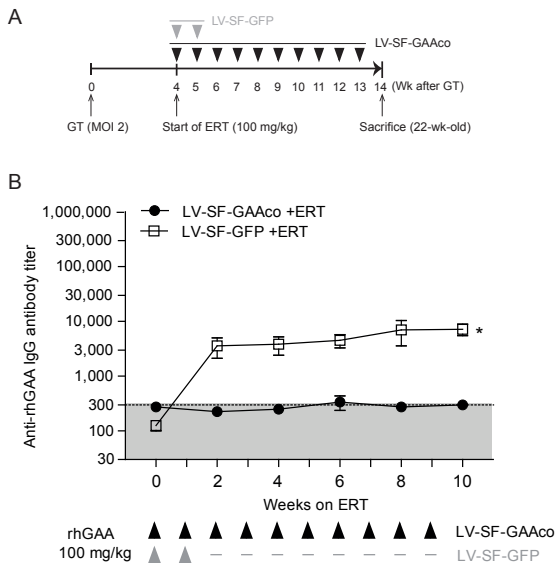 A
LV-SF-GFP
LV-SF-GAAco
0 4 5 6 7 8 9 10 11 12 13 14 (Wk after GT)
GT (MOI 2) Start of ERT (100 mg/kg) Sacrifice (22-wk-old)
B
LV-SF-GAAco +ERT
LV-SF-GFP +ERT
Anti-rhGAA IgG antibody titer
1,000,000
300,000
100,000
30,000
10,000
3,000
1,000
300
100
30
*
0 2 4 6 8 10
Weeks on ERT
rhGAA LV-SF-GAAco
100 mg/kg LV-SF-GFP